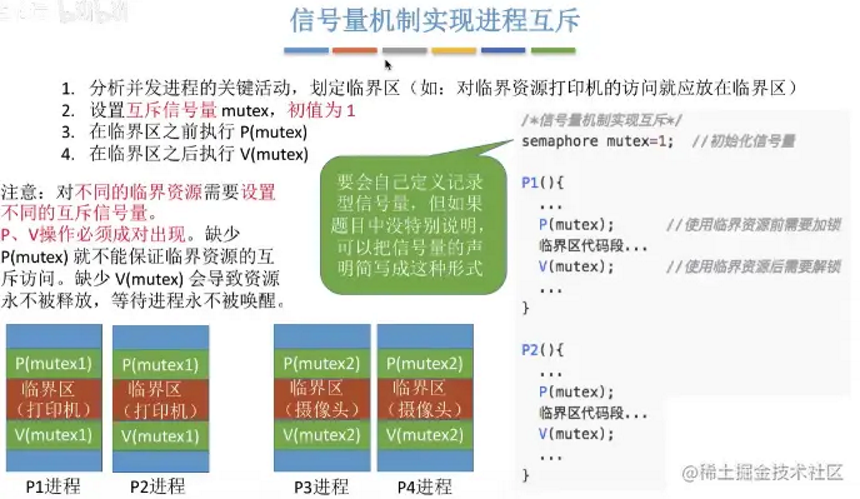 信号量机制实现进程互斥
1. 分析并发进程的关键活动，划定临界区（如：对临界资源打印机的访问就应放在临界区）
2. 设置互斥信号量 mutex，初值为 1
3. 在临界区之前执行 P(mutex)
4. 在临界区之后执行 V(mutex)
注意：对不同的临界资源需要设置
不同的互斥信号量。
P、V操作必须成对出现。缺少
P(mutex) 就不能保证临界资源的互
斥访问。缺少 V(mutex) 会导致资源
永不被释放，等待进程永不被唤醒。
要会自己定义记录
型信号量，但如果
题目中没特别说明，
可以把信号量的声
明简写成这种形式
/*信号量机制实现互斥*/
semaphore mutex=1; //初始化信号量
P1(){
...
P(mutex); //使用临界资源前需要加锁
临界区代码段...
V(mutex); //使用临界资源后需要解锁
...
}
P2(){
...
P(mutex);
临界区代码段...
V(mutex);
...
}
P(mutex1)
临界区
（打印机）
V(mutex1)
P1进程
P(mutex1)
临界区
（打印机）
V(mutex1)
P2进程
P(mutex2)
临界区
（摄像头）
V(mutex2)
P3进程
P(mutex2)
临界区
（摄像头）
V(mutex2)
P4进程
@稀土掘金技术社区